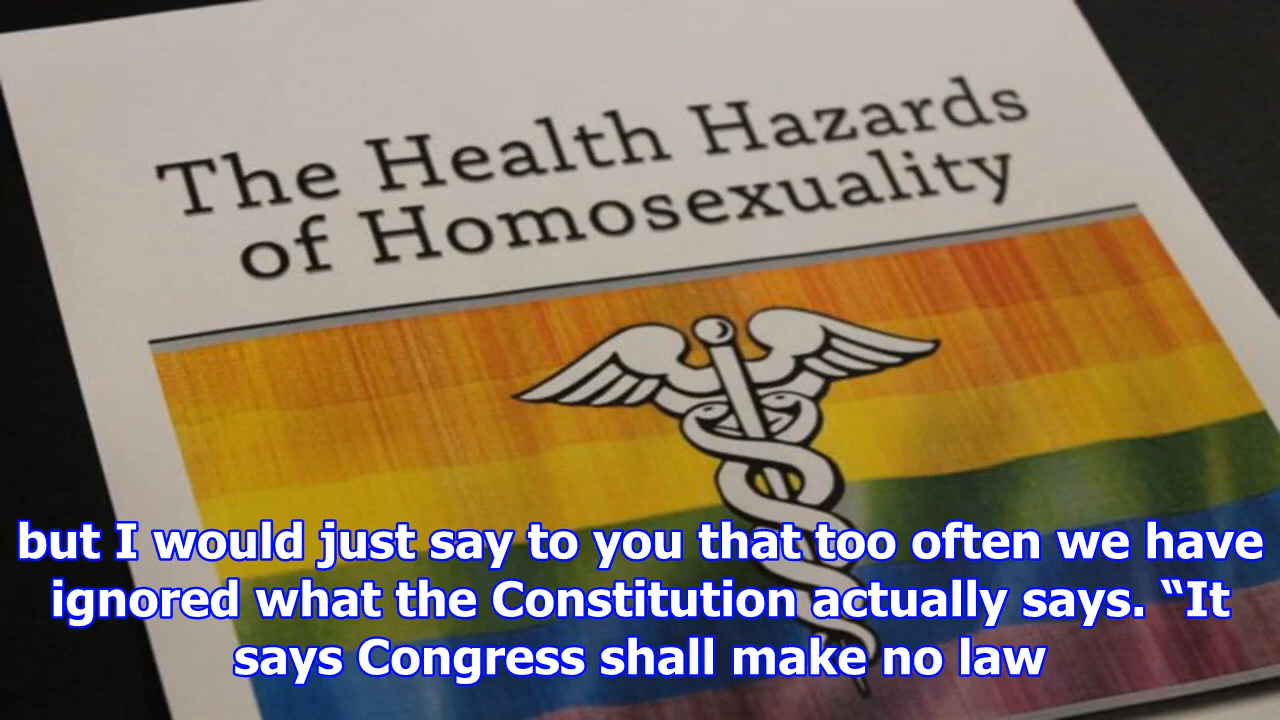 The Health Hazards
of Homosexuality
but I would just say to you that too often we have
ignored what the Constitution actually says. “It
says Congress shall make no law